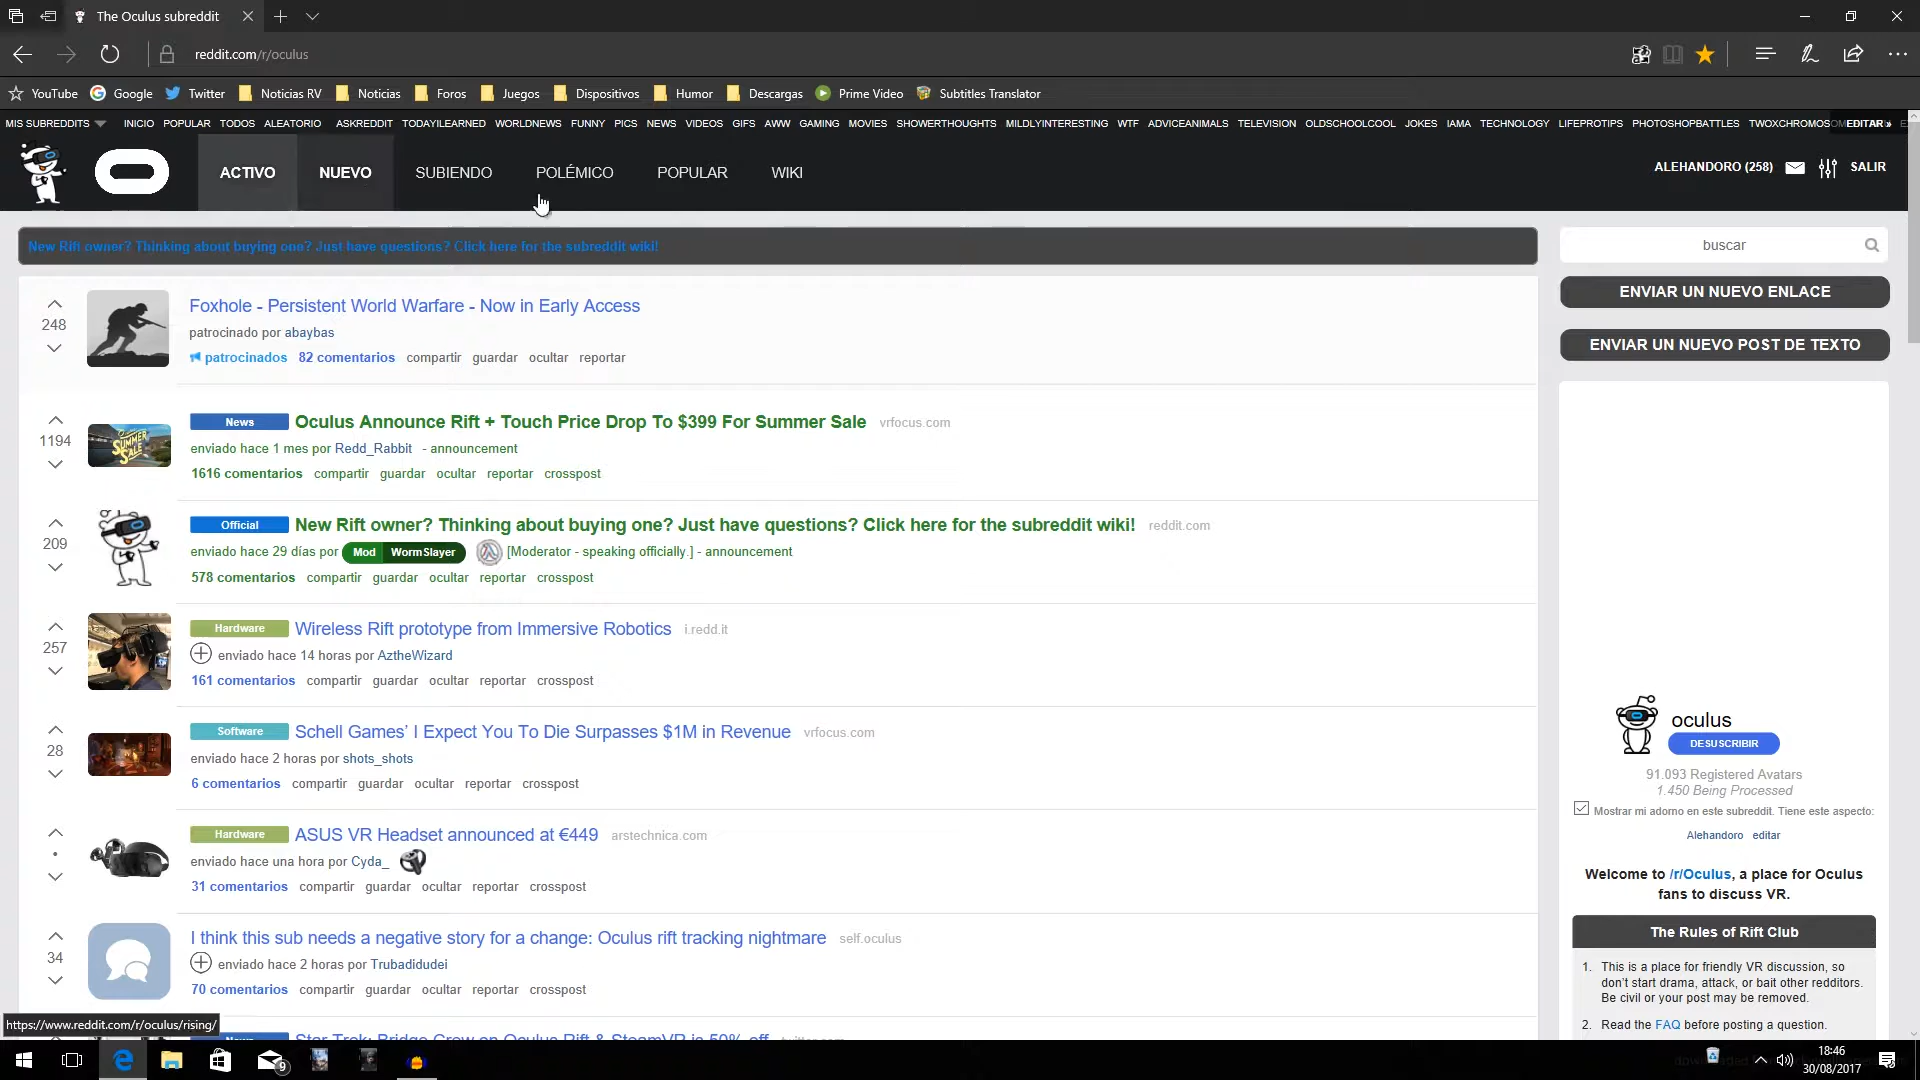 The Oculus subreddit
reddit.com/r/oculus
YouTube Google Twitter Noticias RV Noticias Foros Juegos Dispositivos Humor Descargas Prime Video Subtitles Translator
MIS SUBREDDITS INICIO POPULAR TODOS ALEATORIO ASKREDDIT TODAYILEARNED WORLDNEWS FUNNY PICS NEWS VIDEOS GIFS AWW GAMING MOVIES SHOWERTHOUGHTS MILDLYINTERESTING WTF ADVICEANIMALS TELEVISION OLDSCHOOLCOOL JOKES IAMA TECHNOLOGY LIFEPROTIPS PHOTOSHOPBATTLES TWOXCHROMOSOM EDITAR »
ACTIVO NUEVO SUBIENDO POLÉMICO POPULAR WIKI
ALEHANDORO (258) SALIR
New Rift owner? Thinking about buying one? Just have questions? Click here for the subreddit wiki!
248
Foxhole - Persistent World Warfare - Now in Early Access
patrocinado por abaybas
patrocinados 82 comentarios compartir guardar ocultar reportar
1194
SUMMER SALE
News Oculus Announce Rift + Touch Price Drop To $399 For Summer Sale vrfocus.com
enviado hace 1 mes por Redd_Rabbit - announcement
1616 comentarios compartir guardar ocultar reportar crosspost
209
Official New Rift owner? Thinking about buying one? Just have questions? Click here for the subreddit wiki! reddit.com
enviado hace 29 días por Mod WormSlayer [Moderator - speaking officially.] - announcement
578 comentarios compartir guardar ocultar reportar crosspost
257
Hardware Wireless Rift prototype from Immersive Robotics i.redd.it
enviado hace 14 horas por AztheWizard
161 comentarios compartir guardar ocultar reportar crosspost
28
Software Schell Games’ I Expect You To Die Surpasses $1M in Revenue vrfocus.com
enviado hace 2 horas por shots_shots
6 comentarios compartir guardar ocultar reportar crosspost
•
Hardware ASUS VR Headset announced at €449 arstechnica.com
enviado hace una hora por Cyda_
31 comentarios compartir guardar ocultar reportar crosspost
34
I think this sub needs a negative story for a change: Oculus rift tracking nightmare self.oculus
enviado hace 2 horas por Trubadidudei
70 comentarios compartir guardar ocultar reportar crosspost
News Star Trek: Bridge Crew on Oculus Rift & SteamVR is 50% off twitter.com
https://www.reddit.com/r/oculus/rising/
buscar
ENVIAR UN NUEVO ENLACE
ENVIAR UN NUEVO POST DE TEXTO
oculus
DESUSCRIBIR
91.093 Registered Avatars
1.450 Being Processed
Mostrar mi adorno en este subreddit. Tiene este aspecto:
Alehandoro editar
Welcome to /r/Oculus, a place for Oculus
fans to discuss VR.
The Rules of Rift Club
1. This is a place for friendly VR discussion, so
don't start drama, attack, or bait other redditors.
Be civil or your post may be removed.
2. Read the FAQ before posting a question.
9
18:46
30/08/2017